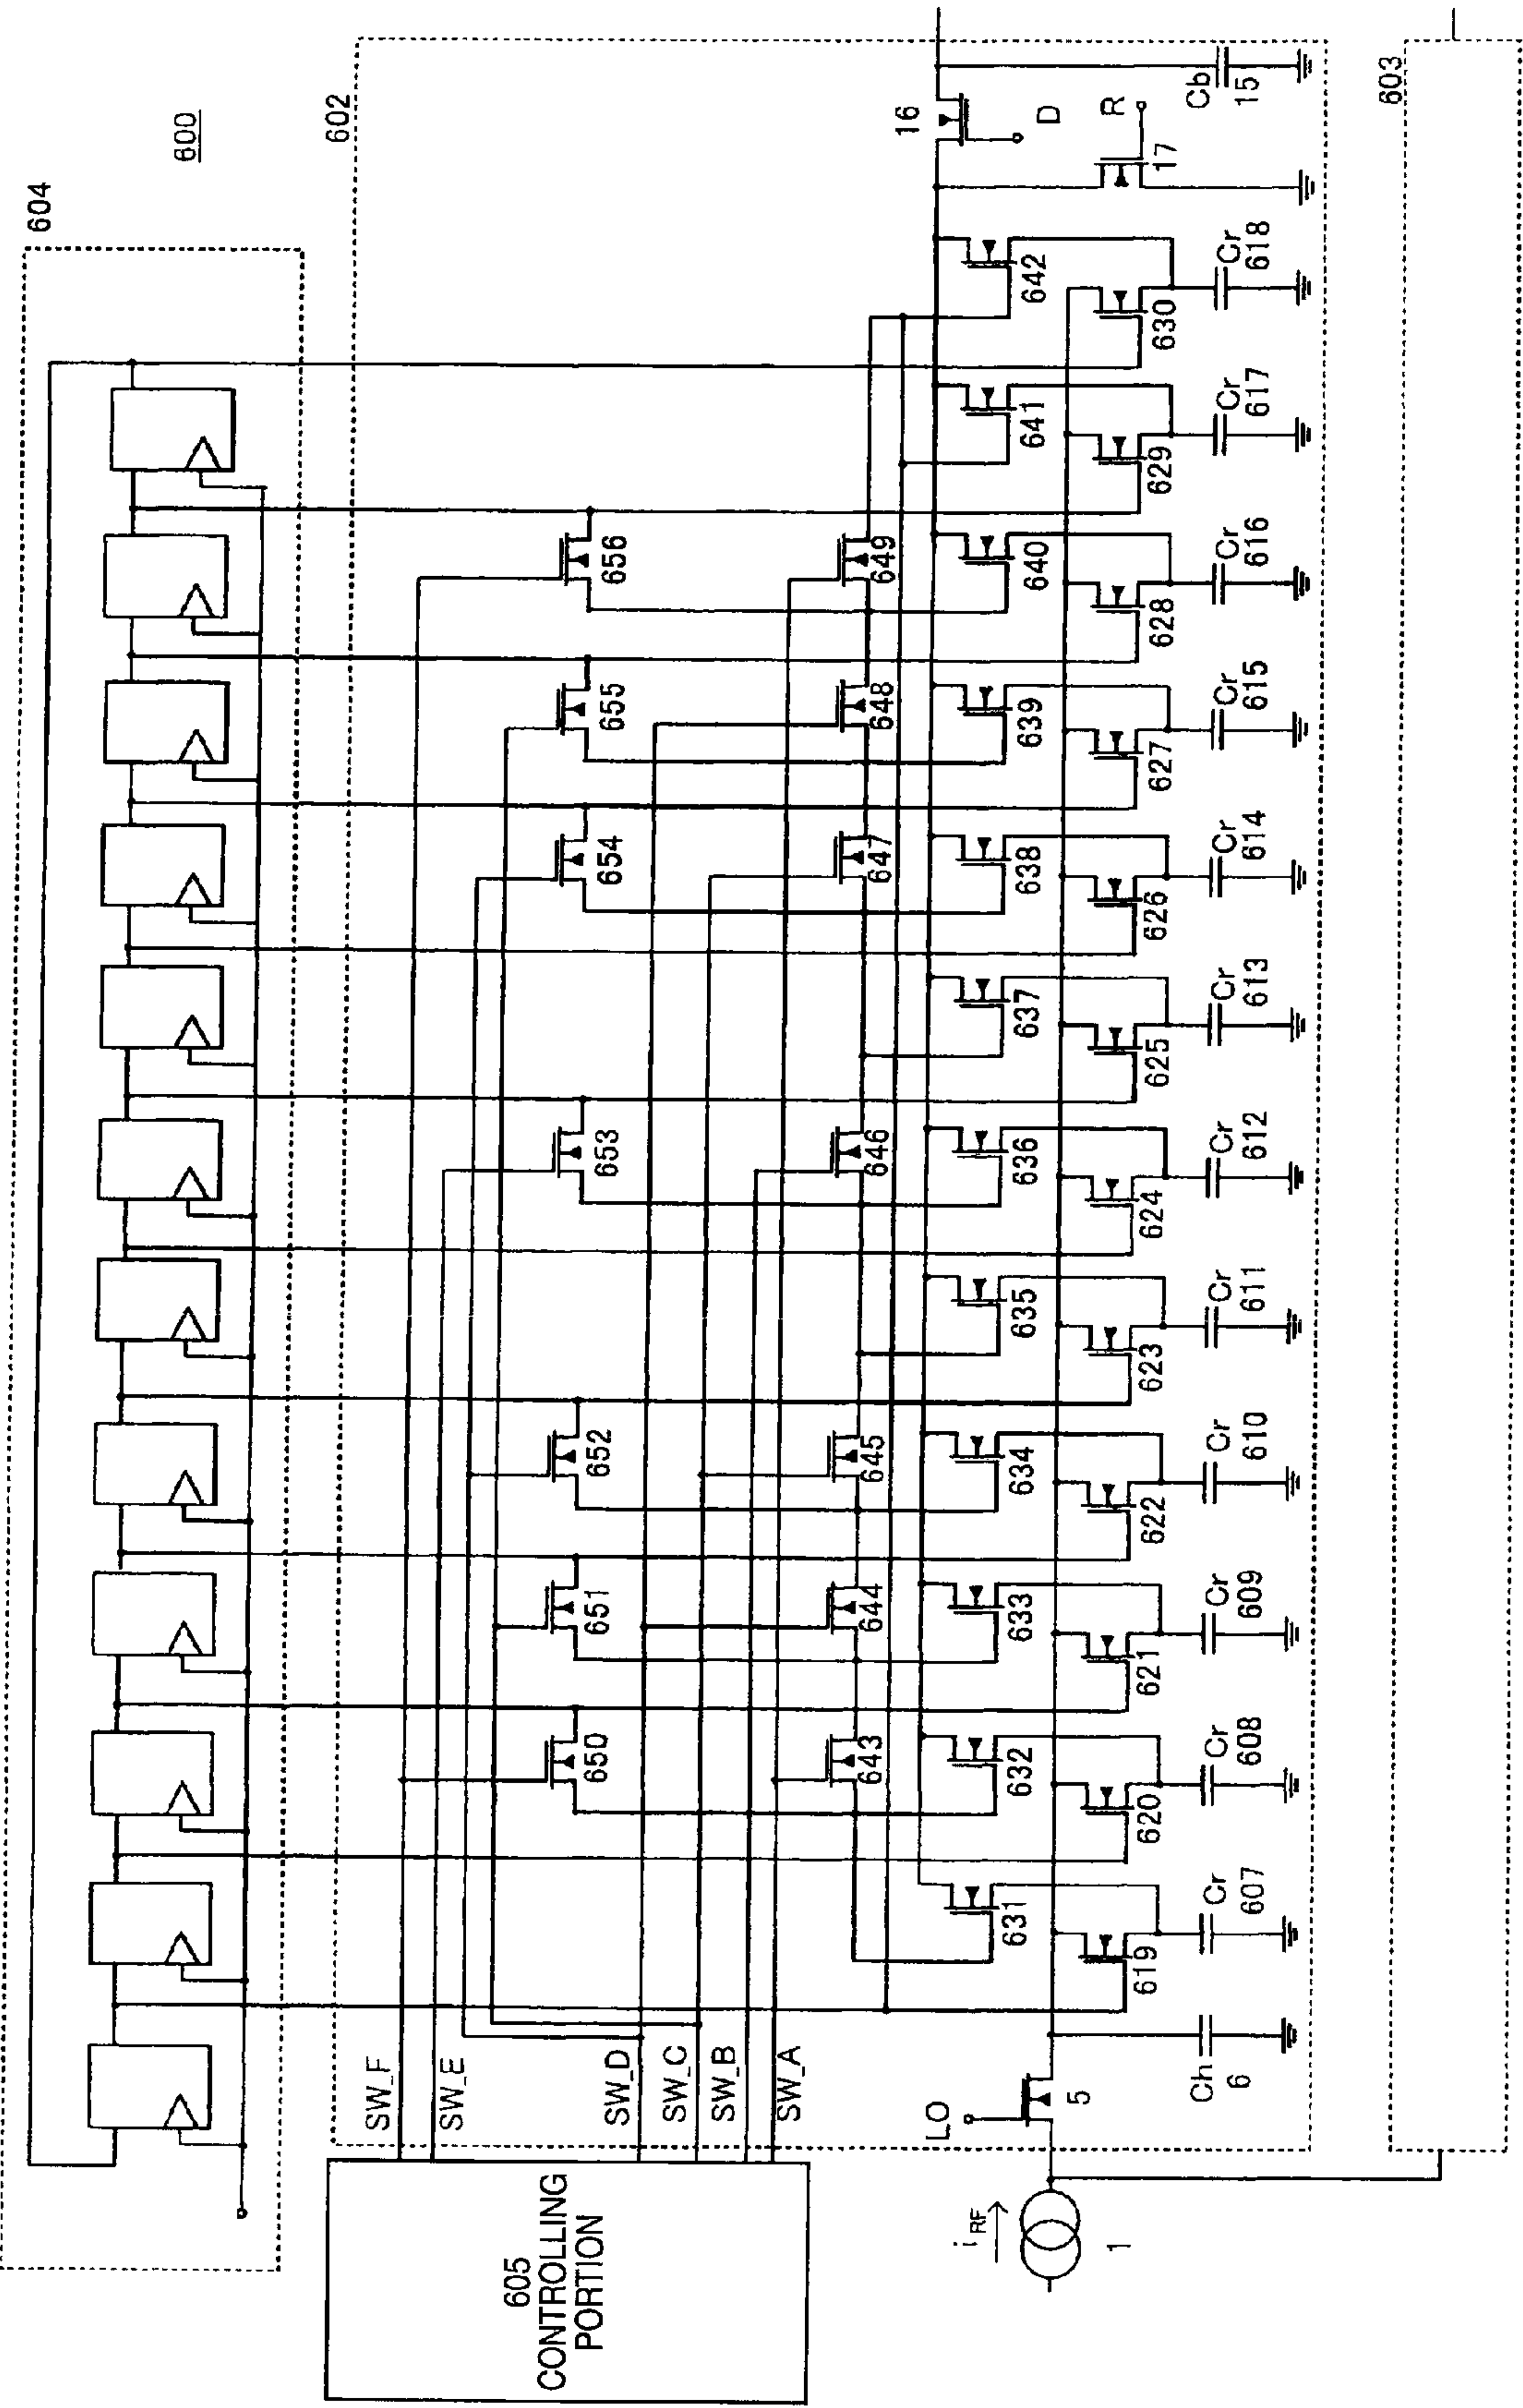 600
604
602
603
605
CONTROLLING
PORTION
SW_F
SW_E
SW_D
SW_C
SW_B
SW_A
650
651
652
653
654
655
656
643
644
645
646
647
648
649
631
632
633
634
635
636
637
638
639
640
641
642
619
620
621
622
623
624
625
626
627
628
629
630
Cr
607
Cr
608
Cr
609
Cr
610
Cr
611
Cr
612
Cr
613
Cr
614
Cr
615
Cr
616
Cr
617
Cr
618
16
D
R
17
Cb
15
LO
5
Ch
6
iRF
1